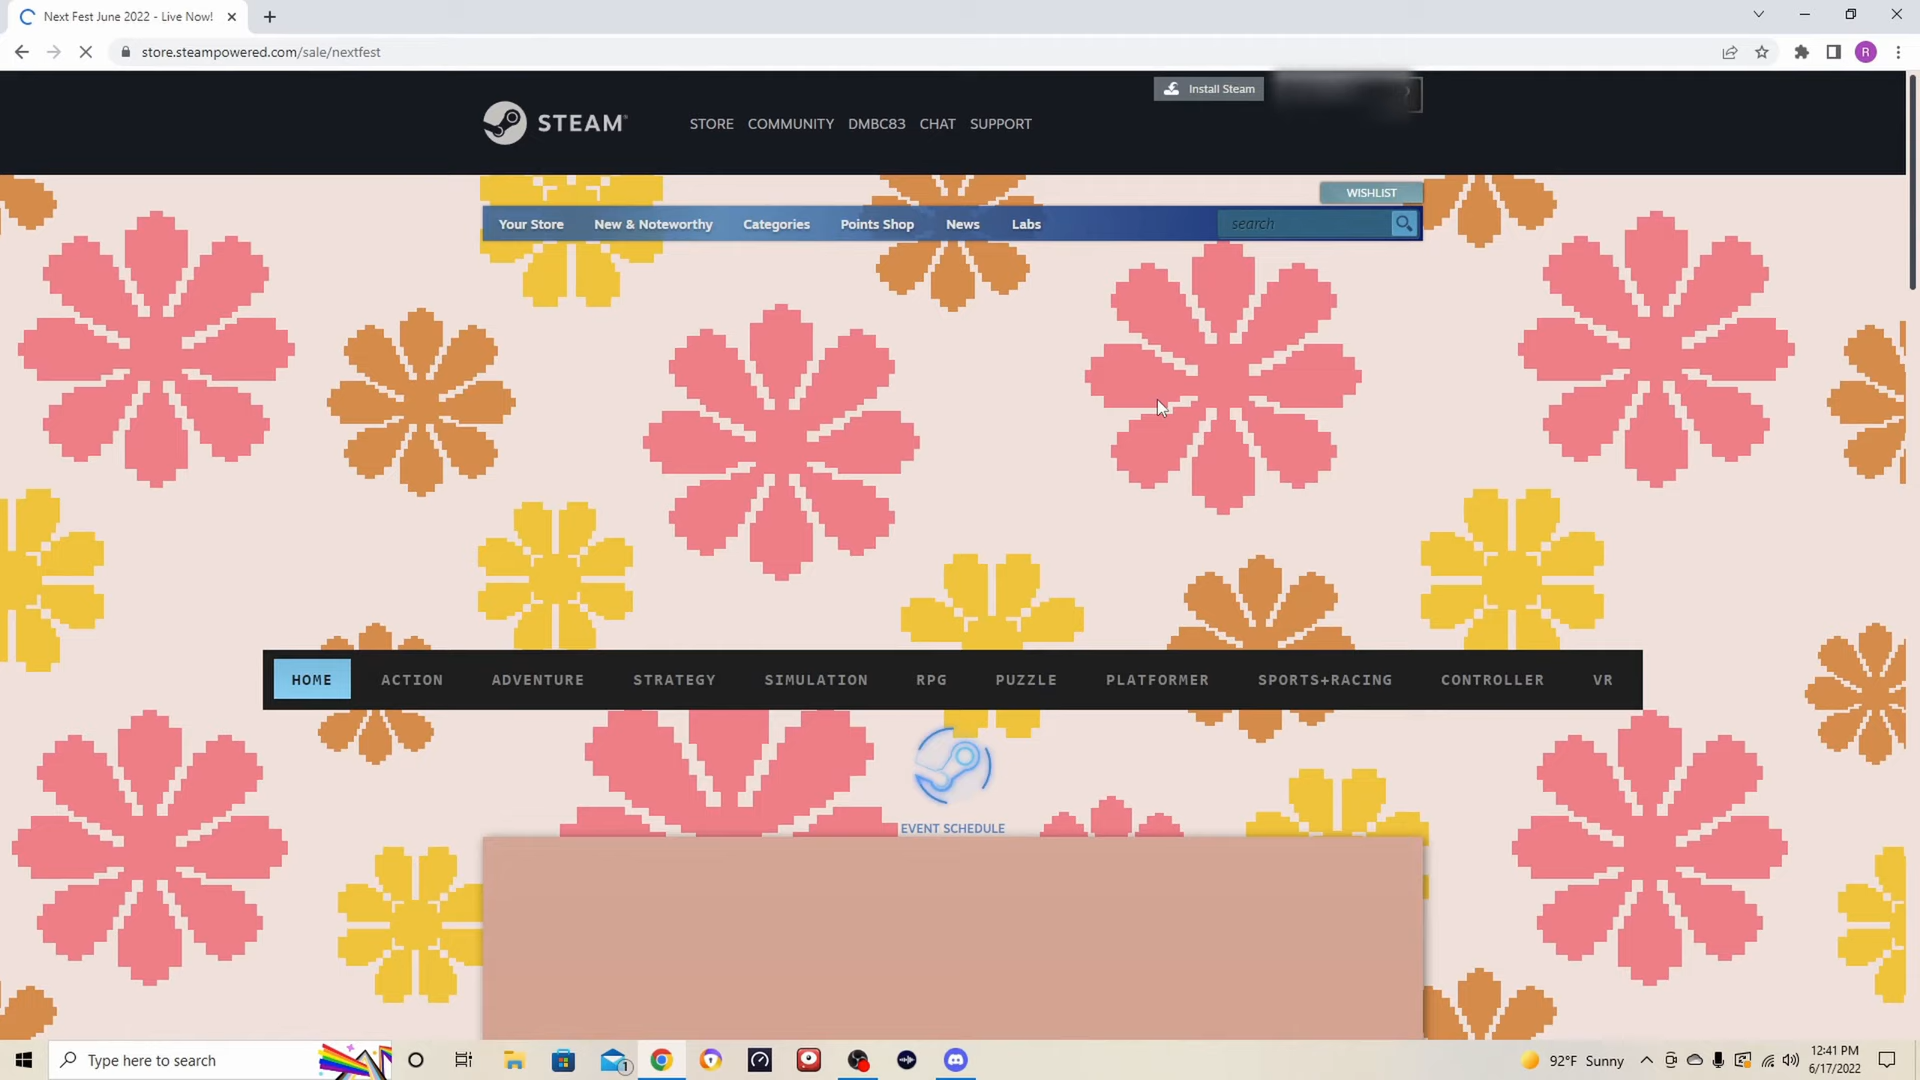 Next Fest June 2022 - Live Now!
store.steampowered.com/sale/nextfest
R
Install Steam
STEAM®
STORE COMMUNITY DMBC83 CHAT SUPPORT
WISHLIST
Your Store New & Noteworthy Categories Points Shop News Labs search
HOME ACTION ADVENTURE STRATEGY SIMULATION RPG PUZZLE PLATFORMER SPORTS+RACING CONTROLLER VR
EVENT SCHEDULE
Type here to search
1
92°F Sunny
12:41 PM
6/17/2022